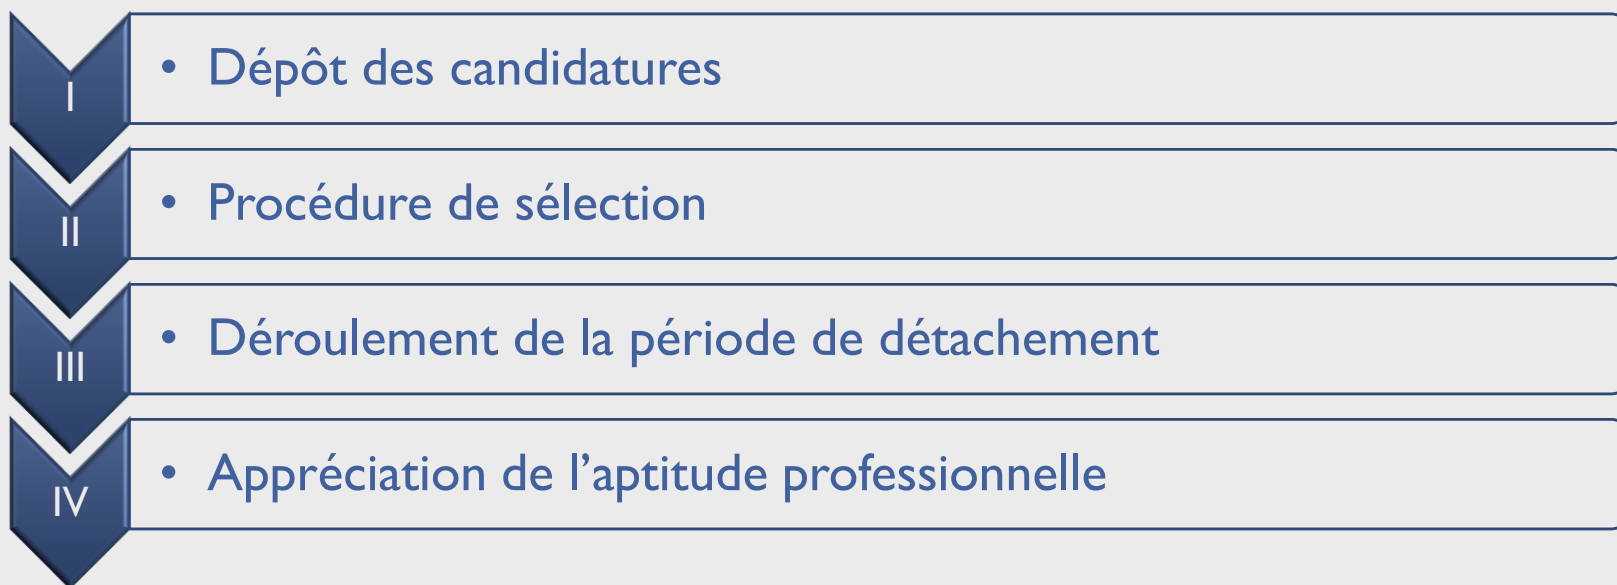 I
• Dépôt des candidatures
II
• Procédure de sélection
III
• Déroulement de la période de détachement
IV
• Appréciation de l’aptitude professionnelle